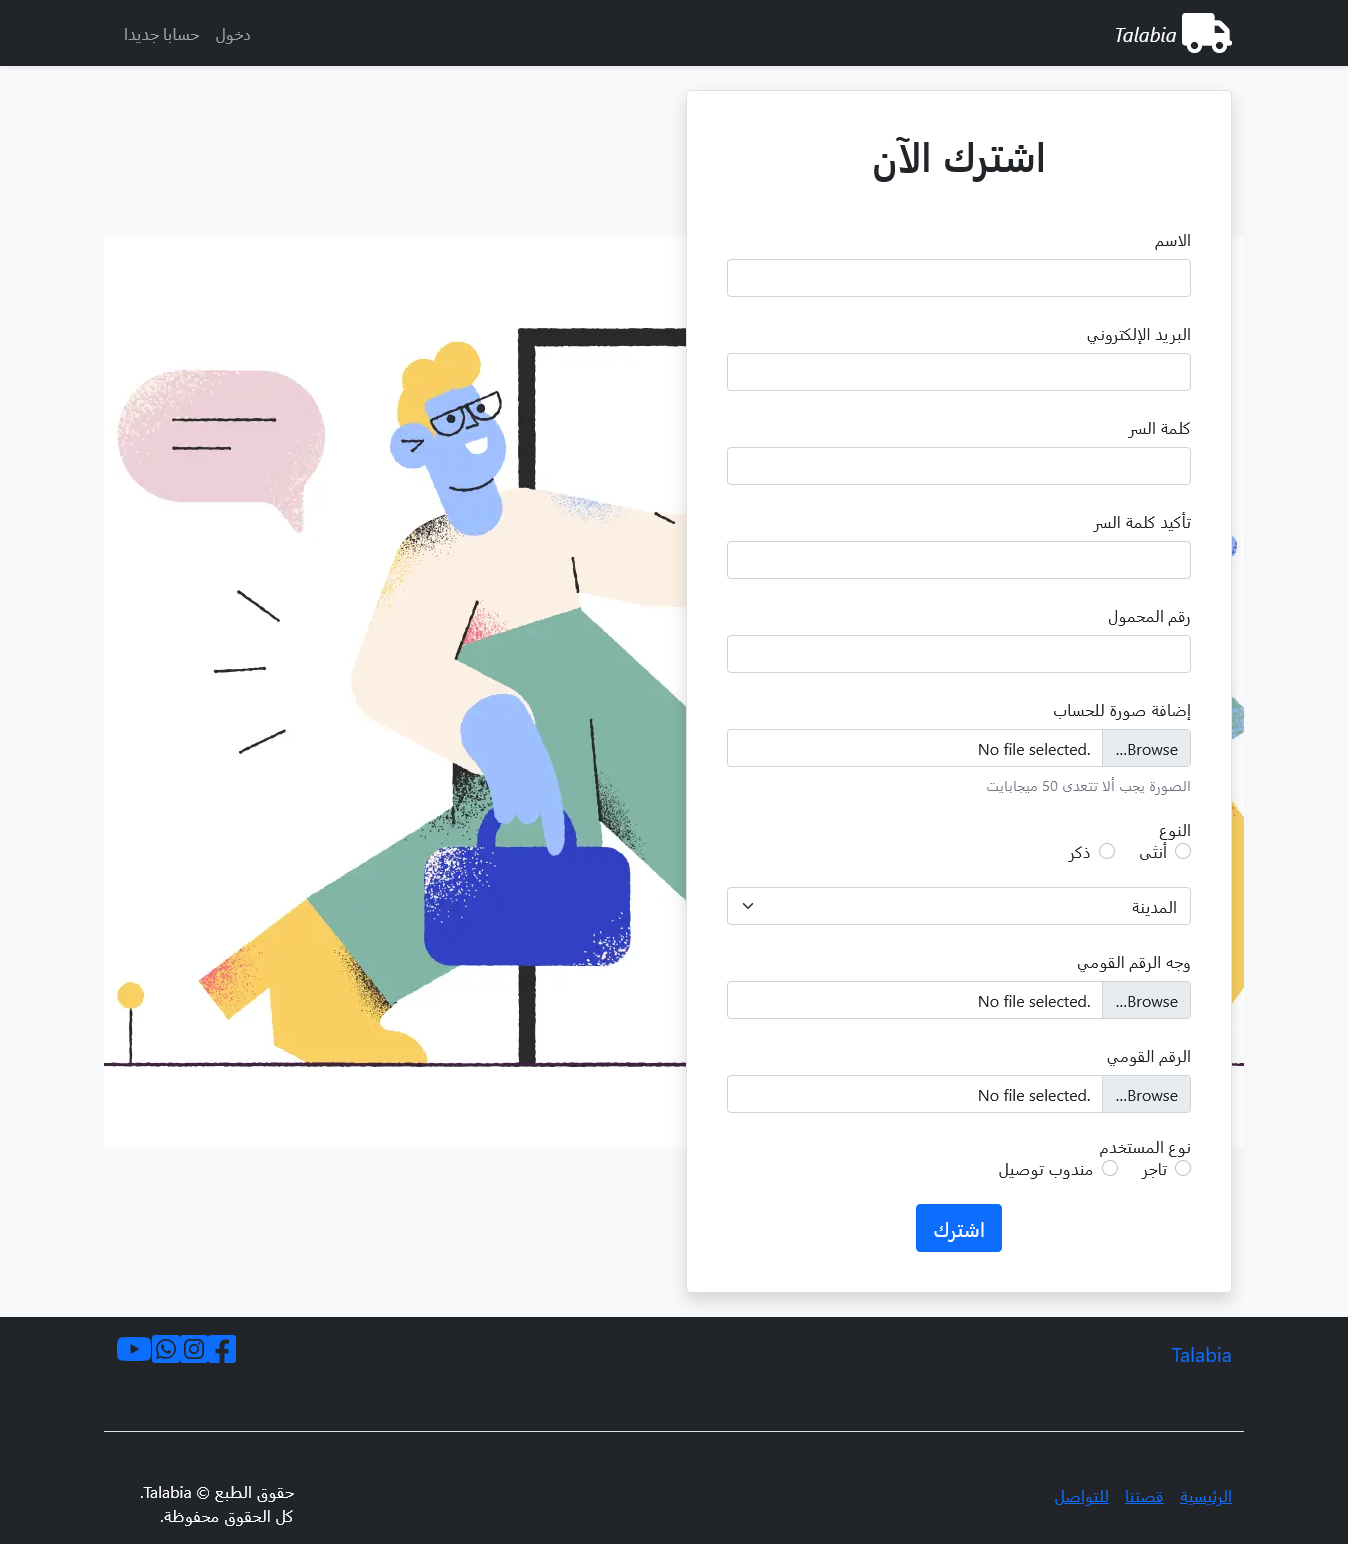 Talabia
دخول
حسابا جديدا
اشترك الآن
الاسم
البريد الإلكتروني
كلمة السر
تأكيد كلمة السر
رقم المحمول
إضافة صورة للحساب
Browse...
No file selected.
الصورة يجب ألا تتعدى 50 ميجابايت
النوع
أنثى
ذكر
المدينة
وجه الرقم القومي
Browse...
No file selected.
الرقم القومي
Browse...
No file selected.
نوع المستخدم
تاجر
مندوب توصيل
اشترك
Talabia
الرئيسية
قصتنا
للتواصل
حقوق الطبع © Talabia.
كل الحقوق محفوظة.